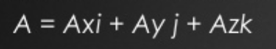 A = Axi + Ay j + Azk